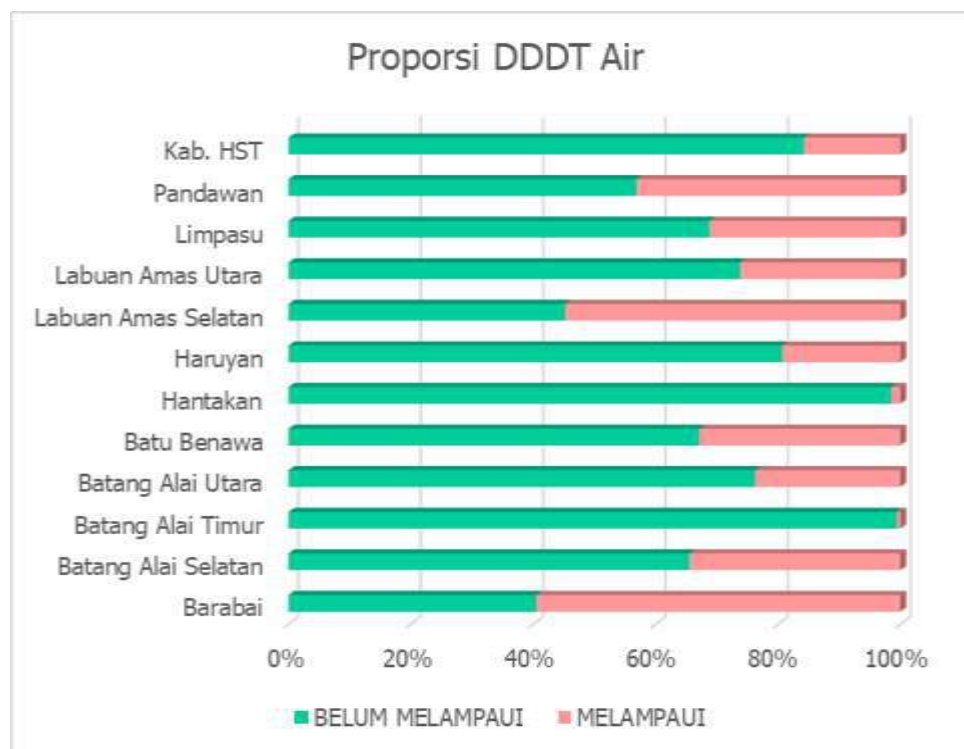 Proporsi DDDT Air
Kab. HST
Pandawan
Limpasu
Labuan Amas Utara
Labuan Amas Selatan
Haruyan
Hantakan
Batu Benawa
Batang Alai Utara
Batang Alai Timur
Batang Alai Selatan
Barabai
0% 20% 40% 60% 80% 100%
BELUM MELAMPAUI MELAMPAUI